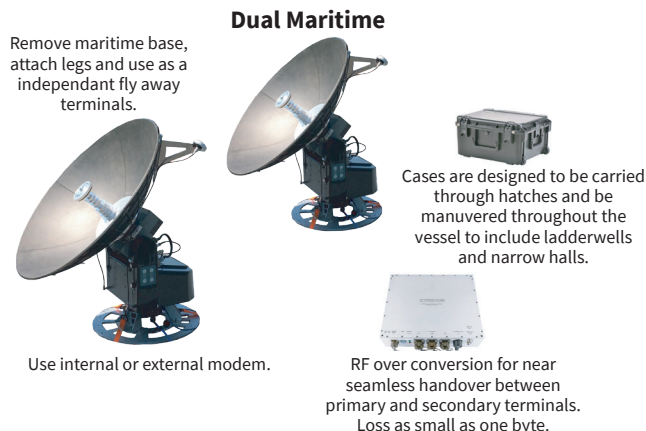 Dual Maritime
Remove maritime base,
attach legs and use as a
independant fly away
terminals.
Cases are designed to be carried
through hatches and be
manuvered throughout the
vessel to include ladderwells
and narrow halls.
Use internal or external modem.
RF over conversion for near
seamless handover between
primary and secondary terminals.
Loss as small as one byte.